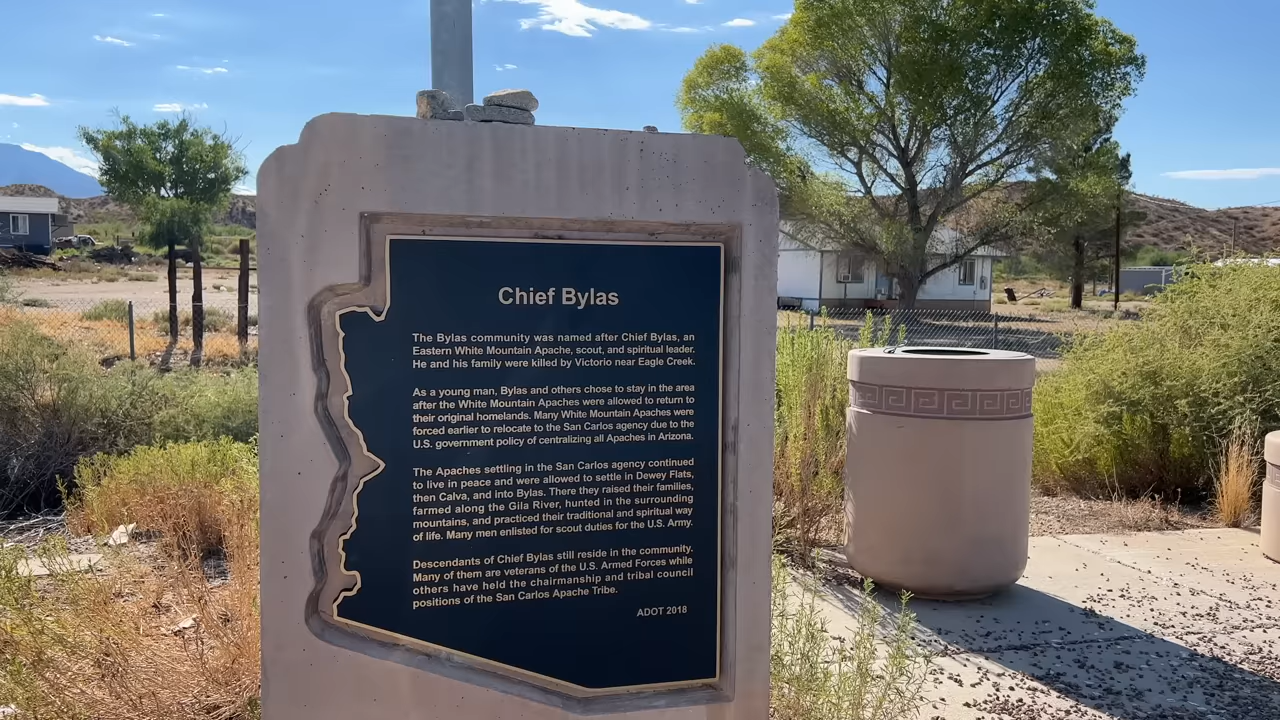 Chief Bylas
The Bylas community was named after Chief Bylas, an
Eastern White Mountain Apache, scout, and spiritual leader.
He and his family were killed by Victorio near Eagle Creek.
As a young man, Bylas and others chose to stay in the area
after the White Mountain Apaches were allowed to return to
their original homelands. Many White Mountain Apaches were
forced earlier to relocate to the San Carlos agency due to the
U.S. government policy of centralizing all Apaches in Arizona.
The Apaches settling in the San Carlos agency continued
to live in peace and were allowed to settle in Dewey Flats,
then Calva, and into Bylas. There they raised their families,
farmed along the Gila River, hunted in the surrounding
mountains, and practiced their traditional and spiritual way
of life. Many men enlisted for scout duties for the U.S. Army.
Descendants of Chief Bylas still reside in the community.
Many of them are veterans of the U.S. Armed Forces while
others have held the chairmanship and tribal council
positions of the San Carlos Apache Tribe.
ADOT 2018